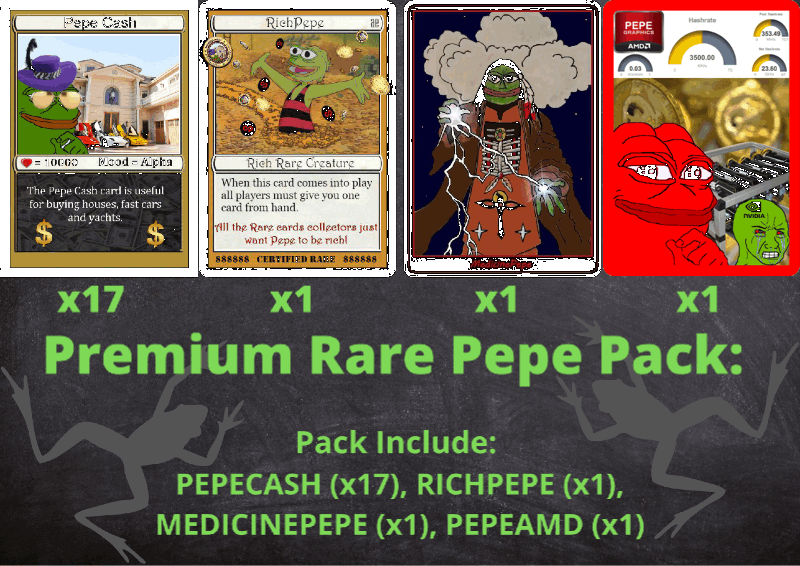 Pepe Cash
= 10000 Mood = Alpha
The Pepe Cash card is useful
for buying houses, fast cars
and yachts.
$ $
RichPepe
Rich Rare Creature
When this card comes into play
all players must give you one
card from hand.
All the Rare cards collectors just
want Pepe to be rich!
$$$$$$ CERTIFIED RARE $$$$$$
PEPE
GRAPHICS
AMD
Hashrate
3500.00
353.49
0.03
23.60
NVIDIA
x17 x1 x1 x1
Premium Rare Pepe Pack:
Pack Include:
PEPECASH (x17), RICHPEPE (x1),
MEDICINEPEPE (x1), PEPEAMD (x1)